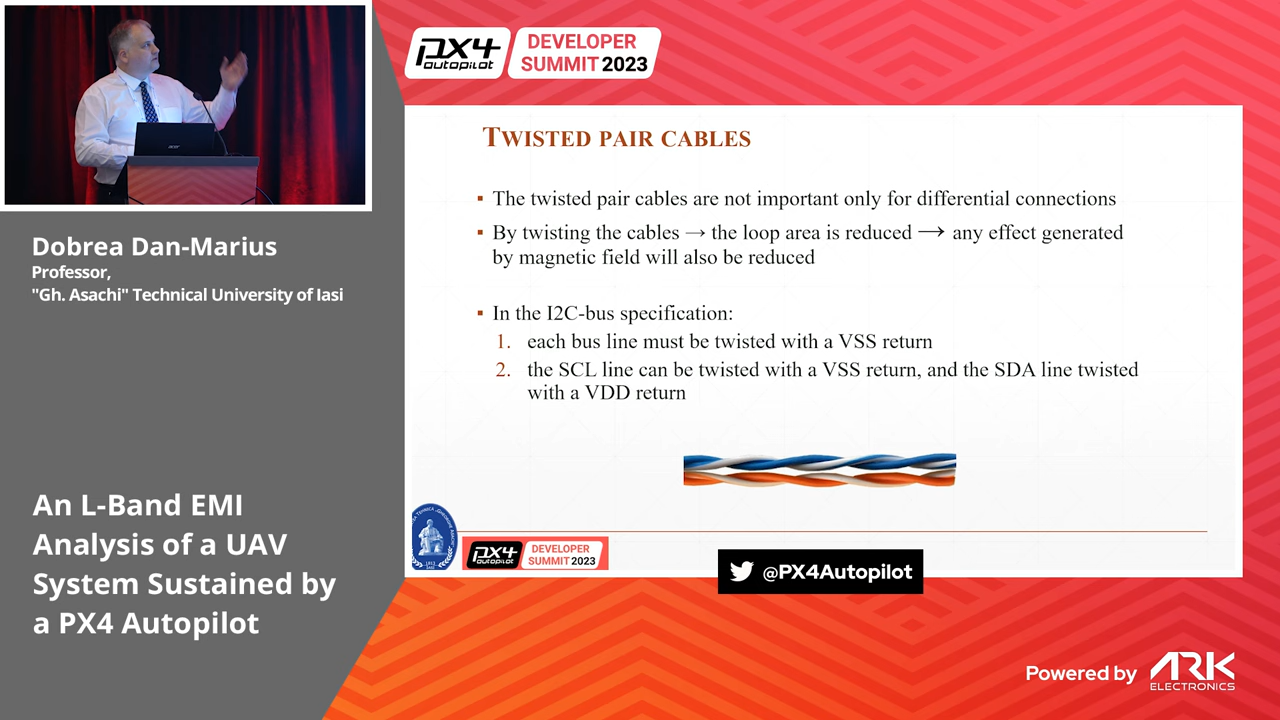 PX4 autopilot
DEVELOPER
SUMMIT 2023
TWISTED PAIR CABLES
▪ The twisted pair cables are not important only for differential connections
▪ By twisting the cables → the loop area is reduced → any effect generated
by magnetic field will also be reduced
▪ In the I2C-bus specification:
1. each bus line must be twisted with a VSS return
2. the SCL line can be twisted with a VSS return, and the SDA line twisted
with a VDD return
PX4 autopilot
DEVELOPER
SUMMIT 2023
@PX4Autopilot
Dobrea Dan-Marius
Professor,
"Gh. Asachi" Technical University of Iasi
An L-Band EMI
Analysis of a UAV
System Sustained by
a PX4 Autopilot
Powered by ARK
ELECTRONICS